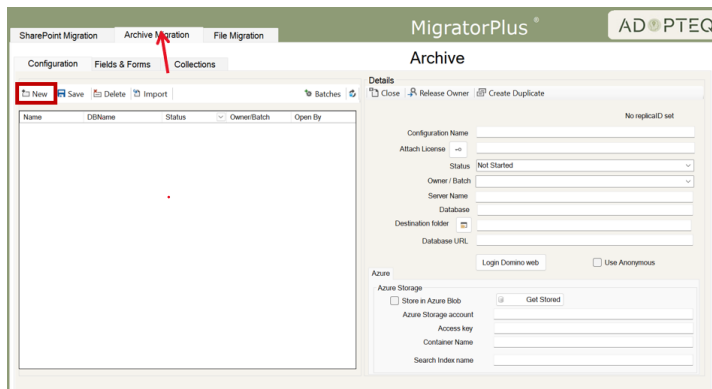 MigratorPlus °
ADOPTEQ
SharePoint Migration Archive Migration File Migration
Archive
Configuration Fields & Forms Collections
New Save Delete Import Batches
Name DBName Status Owner/Batch Open By
Details
Close Release Owner Create Duplicate
No replicaID set
Configuration Name
Attach License
Status Not Started
Owner / Batch
Server Name
Database
Destination folder
Database URL
Login Domino web Use Anonymous
Azure
Azure Storage
Store in Azure Blob Get Stored
Azure Storage account
Access key
Container Name
Search Index name